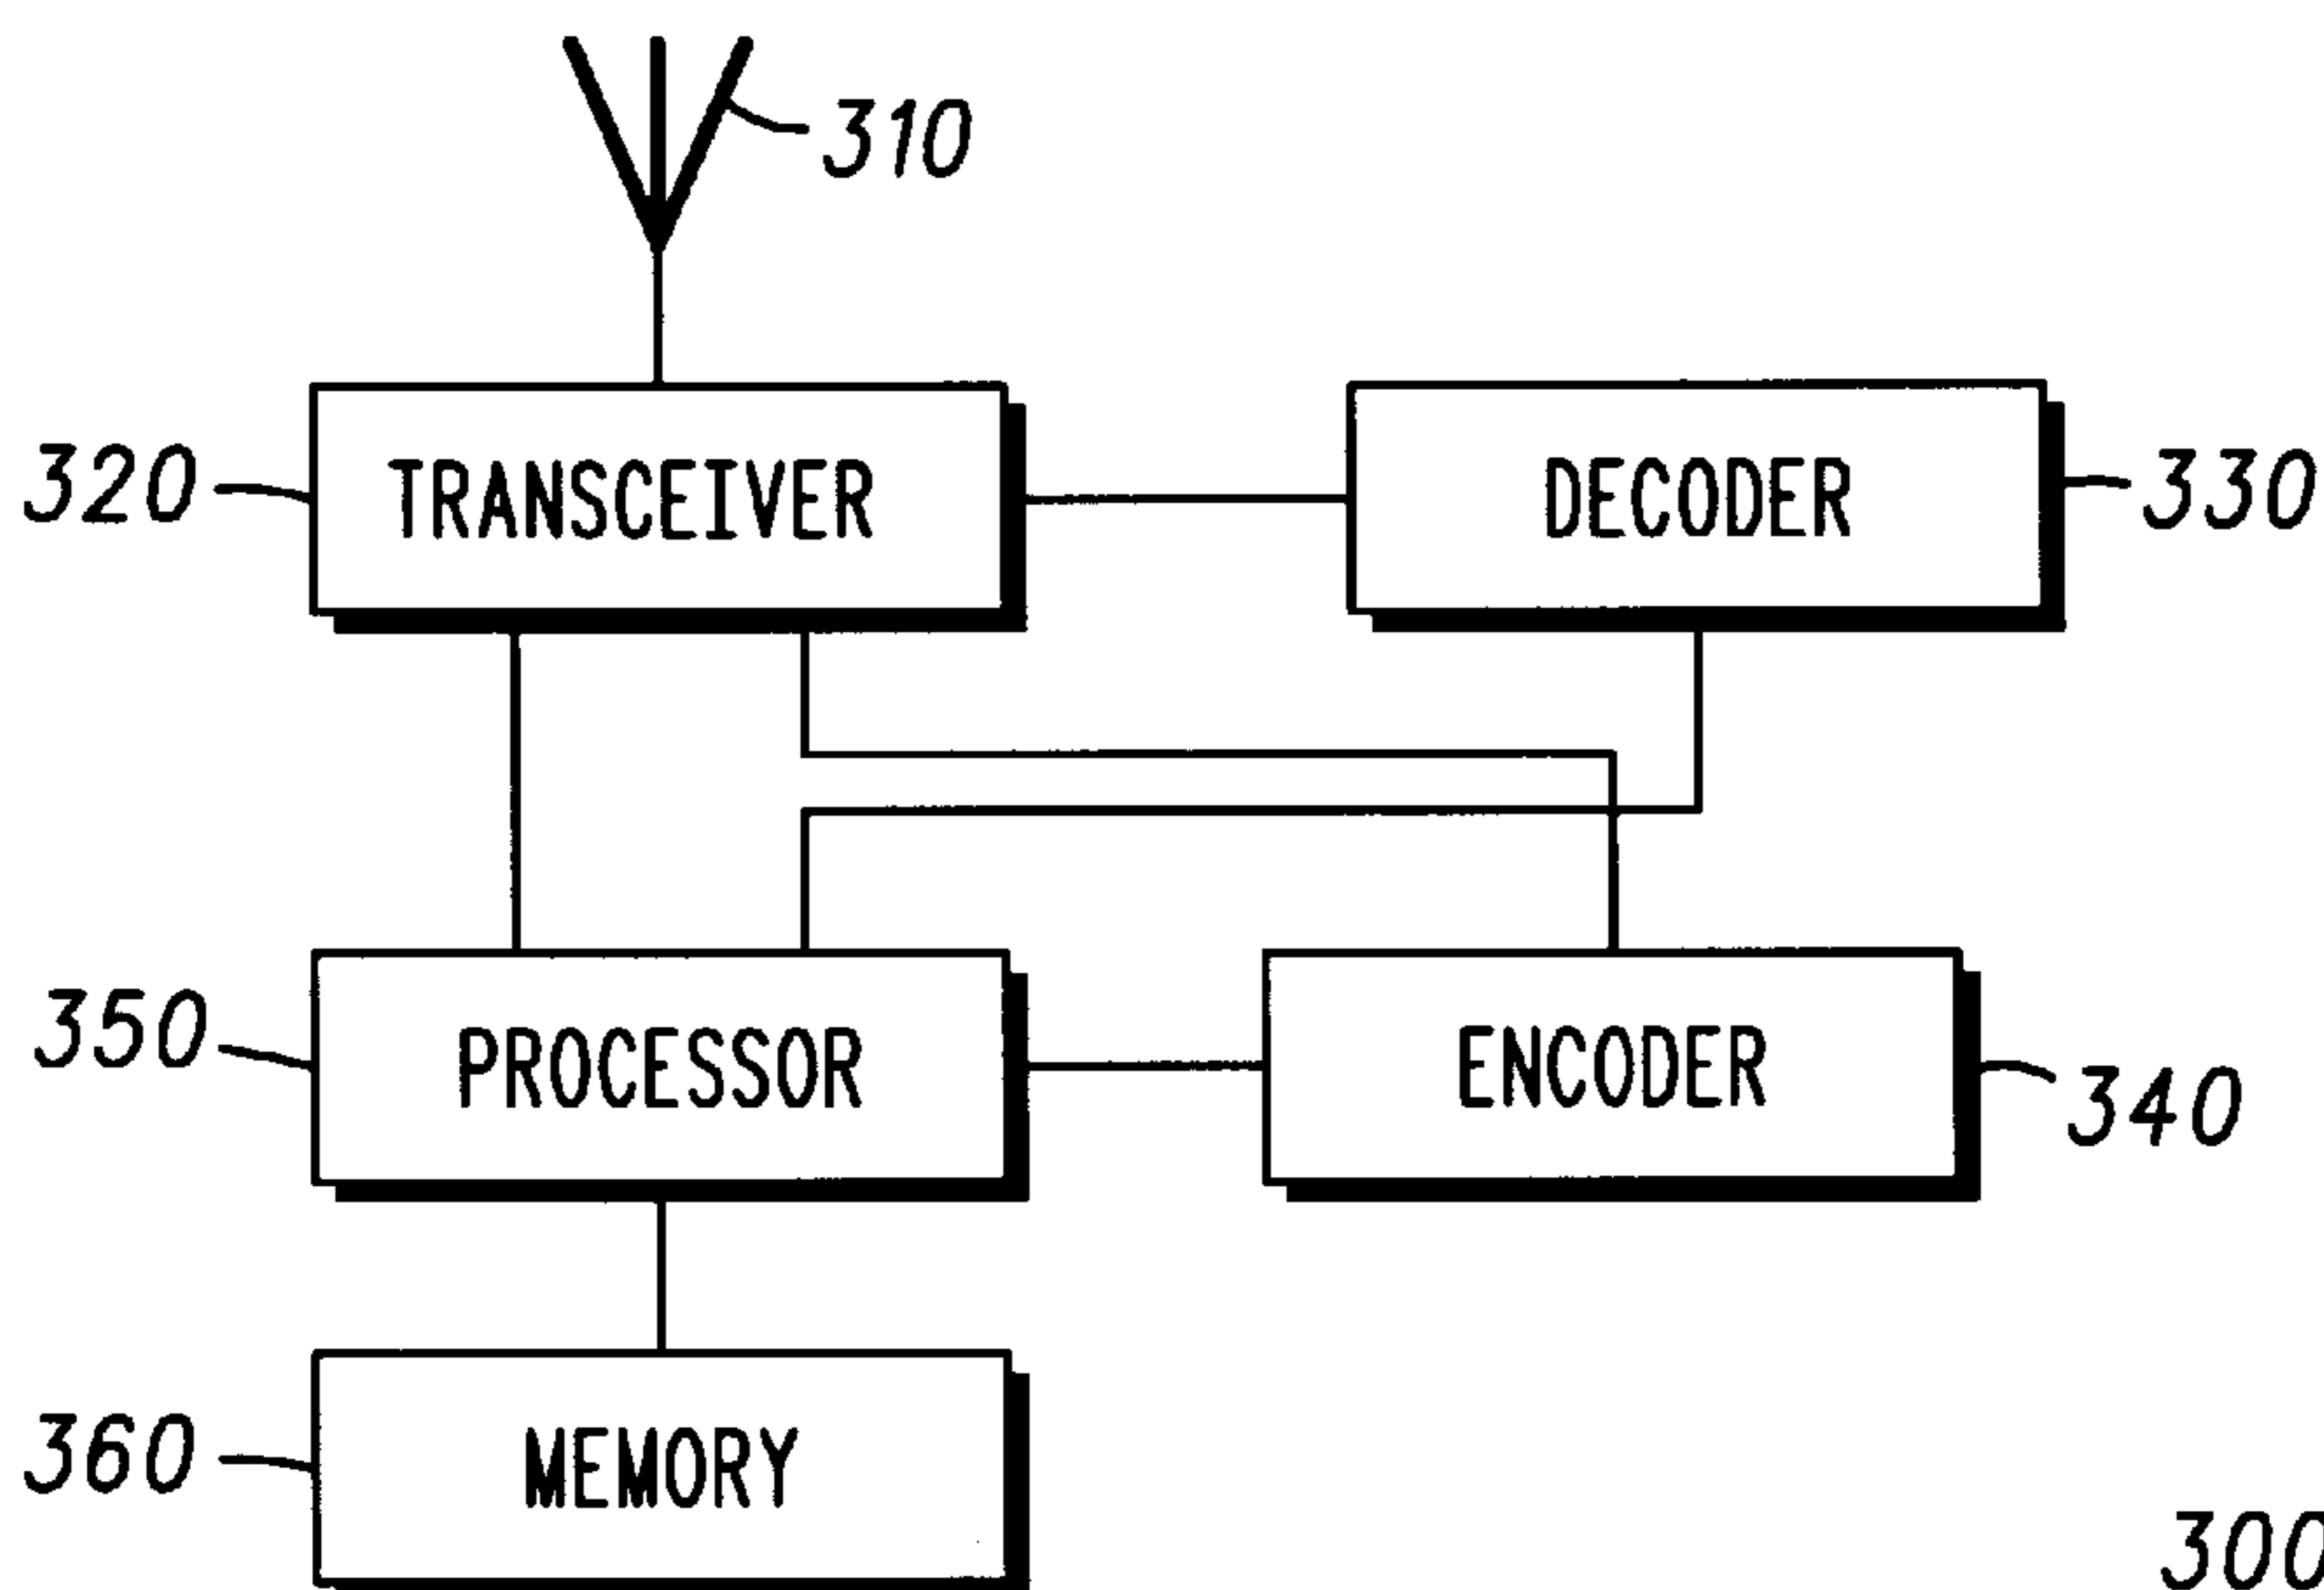 310
320
TRANSCEIVER
DECODER
330
350
PROCESSOR
ENCODER
340
360
MEMORY
300